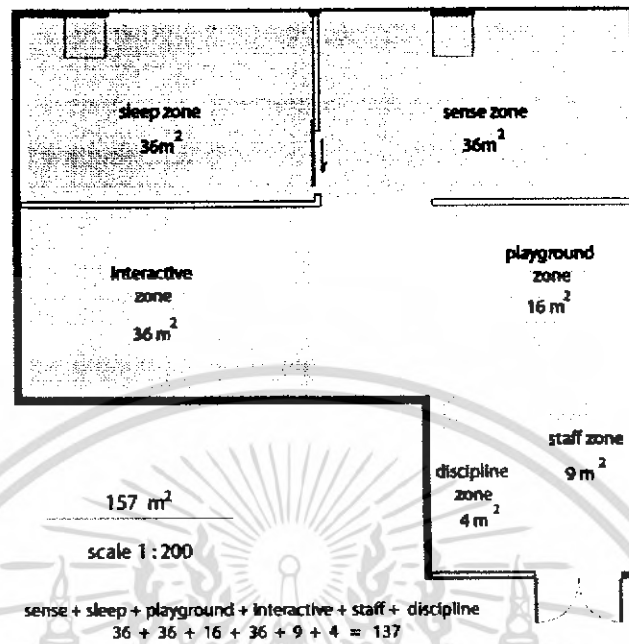 sleep zone
36m²
sense zone
36m²
interactive
zone
36 m²
playground
zone
16 m²
staff zone
9 m²
discipline
zone
4 m²
157 m²
scale 1 : 200
sense + sleep + playground + interactive + staff + discipline
36 + 36 + 16 + 36 + 9 + 4 = 137